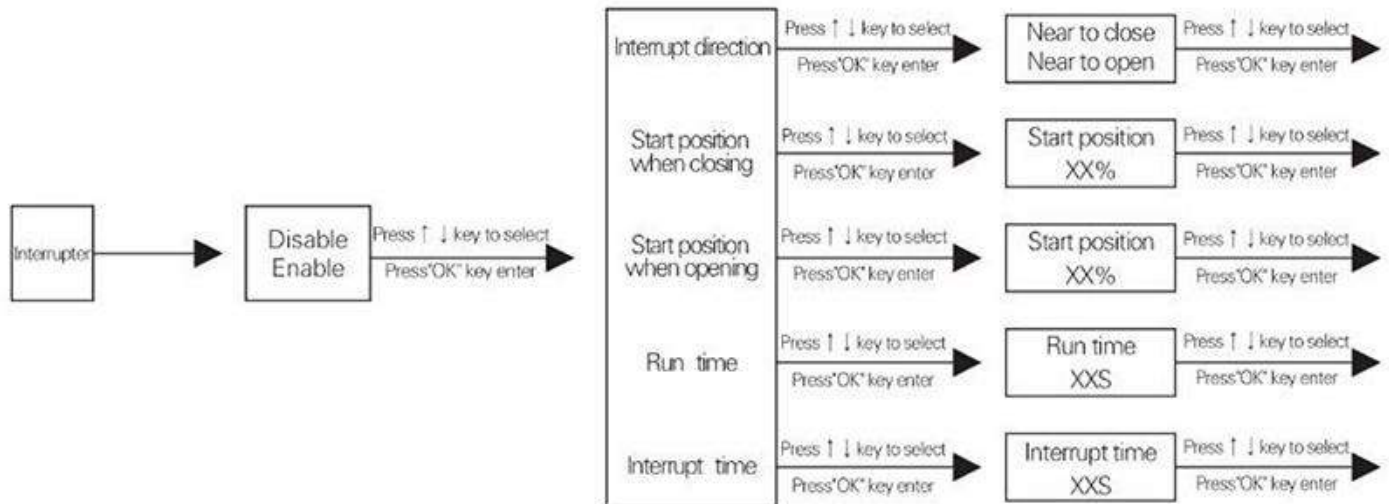 Interrupter
Disable
Enable
Press ↑ ↓ key to select
Press"OK" key enter
Interrupt direction
Press ↑ ↓ key to select
Press"OK" key enter
Near to close
Near to open
Press ↑ ↓ key to select
Press"OK" key enter
Start position
when closing
Press ↑ ↓ key to select
Press"OK" key enter
Start position
XX%
Press ↑ ↓ key to select
Press"OK" key enter
Start position
when opening
Press ↑ ↓ key to select
Press"OK" key enter
Start position
XX%
Press ↑ ↓ key to select
Press"OK" key enter
Run time
Press ↑ ↓ key to select
Press"OK" key enter
Run time
XXS
Press ↑ ↓ key to select
Press"OK" key enter
Interrupt time
Press ↑ ↓ key to select
Press"OK" key enter
Interrupt time
XXS
Press ↑ ↓ key to select
Press"OK" key enter